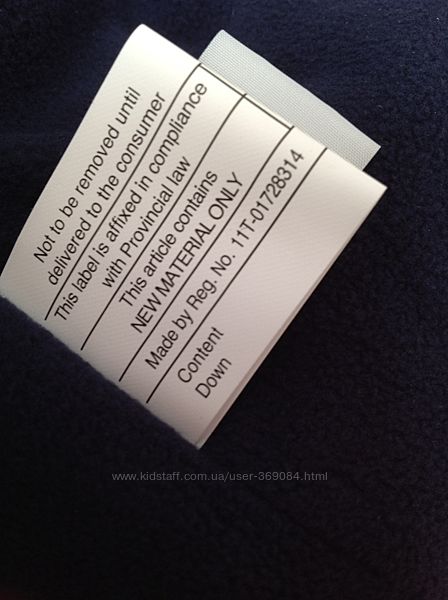 Not to be removed until
delivered to the consumer
This label is affixed in compliance
with Provincial law
This article contains
NEW MATERIAL ONLY
Made by Reg. No. 11T-01728314
Content
Down
www.kidstaff.com.ua/user-369084.html